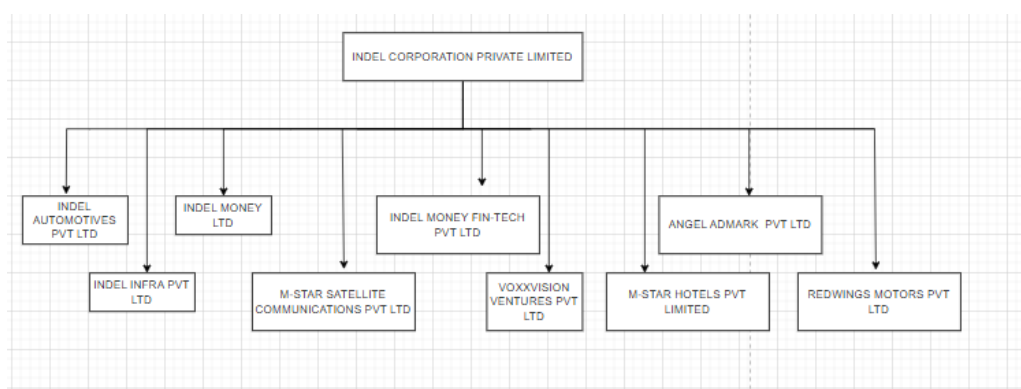 INDEL CORPORATION PRIVATE LIMITED
INDEL
AUTOMOTIVES
PVT LTD
INDEL MONEY
LTD
INDEL MONEY FIN-TECH
PVT LTD
ANGEL ADMARK PVT LTD
INDEL INFRA PVT
LTD
M-STAR SATELLITE
COMMUNICATIONS PVT LTD
VOXXVISION
VENTURES PVT
LTD
M-STAR HOTELS PVT
LIMITED
REDWINGS MOTORS PVT
LTD